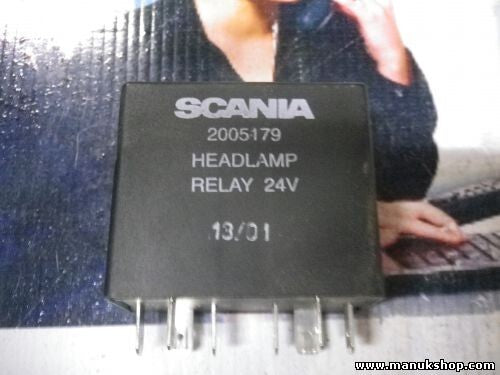 SCANIA
2005179
HEADLAMP
RELAY 24V
13/01
www.manukshop.com